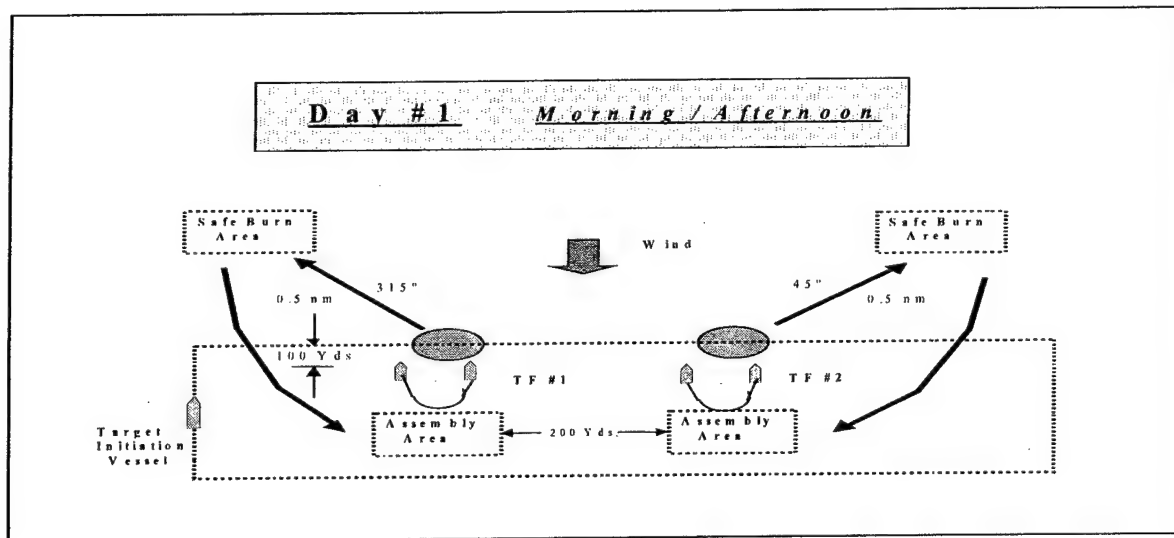 Day #1 Morning / Afternoon
Safe Burn
Area
Safe Burn
Area
Wind
315"
0.5 nm
45"
0.5 nm
100 Yds
TF #1
TF #2
Assembly
Area
200 Yds.
Assembly
Area
Target
Initiation
Vessel